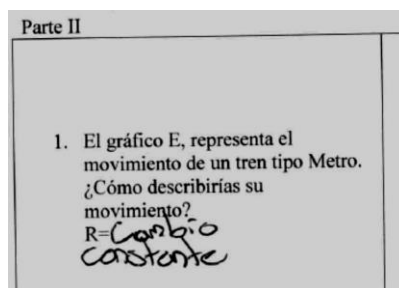 Parte II
1. El gráfico E, representa el
movimiento de un tren tipo Metro.
¿Cómo describirías su
movimiento?
R=Cambio
constante